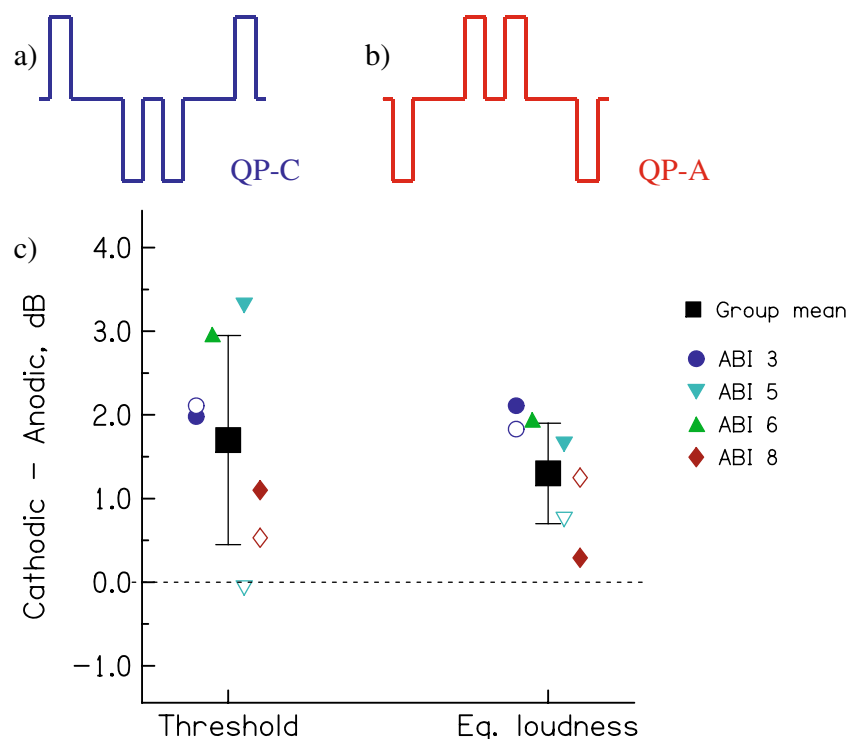 a)
QP-C
b)
QP-A
c)
Cathodic – Anodic, dB
4.0
3.0
2.0
1.0
0.0
−1.0
Threshold
Eq. loudness
Group mean
ABI 3
ABI 5
ABI 6
ABI 8